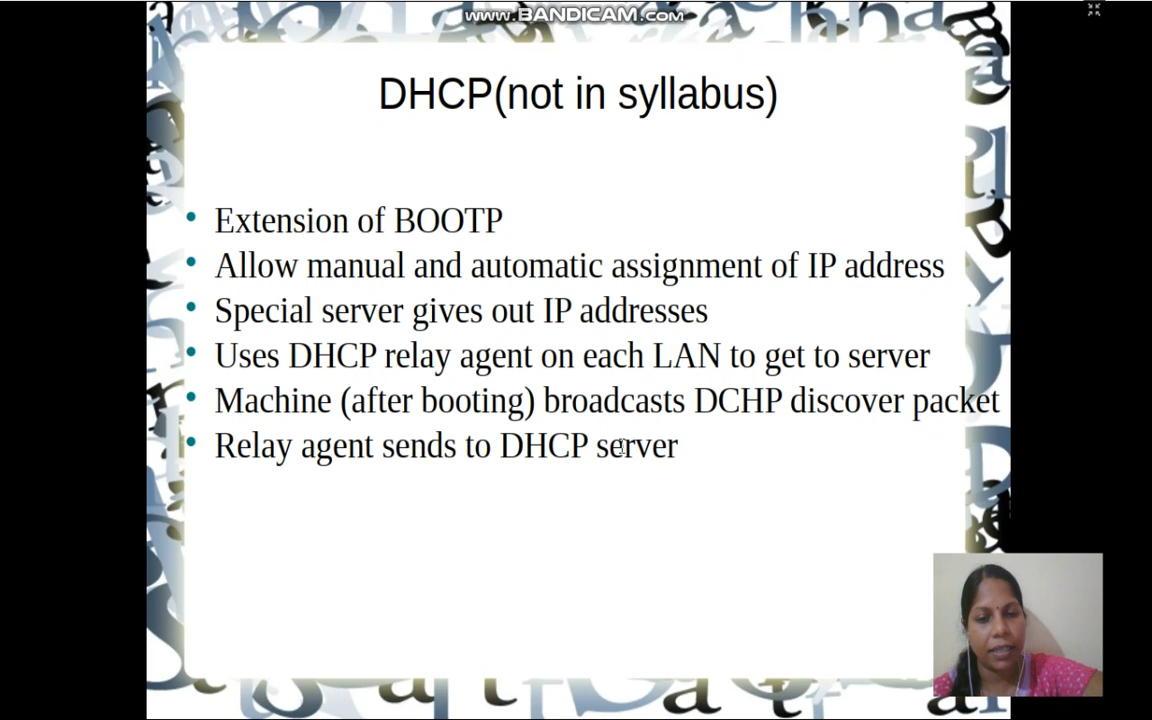 www.BANDICAM.com
DHCP(not in syllabus)
Extension of BOOTP
Allow manual and automatic assignment of IP address
Special server gives out IP addresses
Uses DHCP relay agent on each LAN to get to server
Machine (after booting) broadcasts DCHP discover packet
Relay agent sends to DHCP server